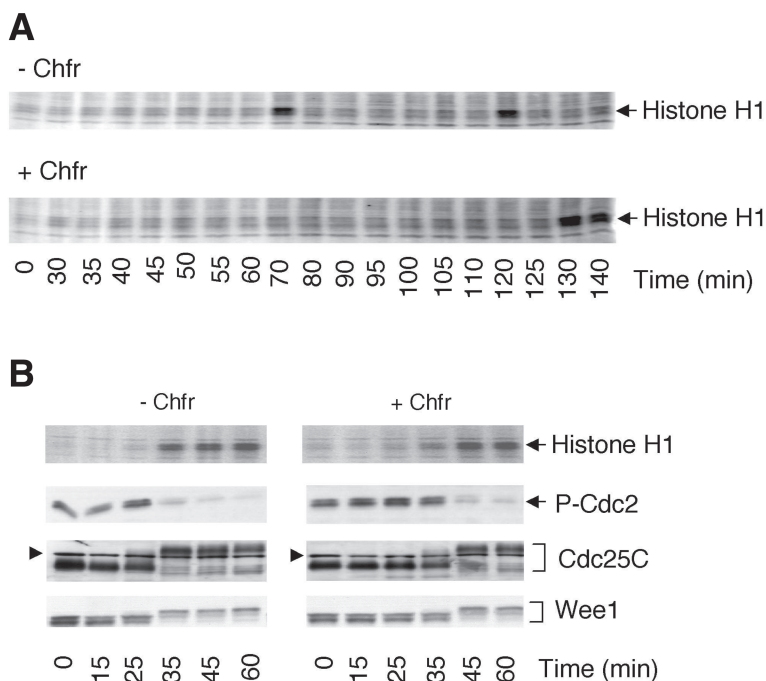 A
- Chfr
Histone H1
+ Chfr
Histone H1
0 30 35 40 45 50 55 60 70 80 90 95 100 105 110 120 125 130 140 Time (min)
B
- Chfr + Chfr
Histone H1
P-Cdc2
Cdc25C
Wee1
0 15 25 35 45 60 0 15 25 35 45 60 Time (min)